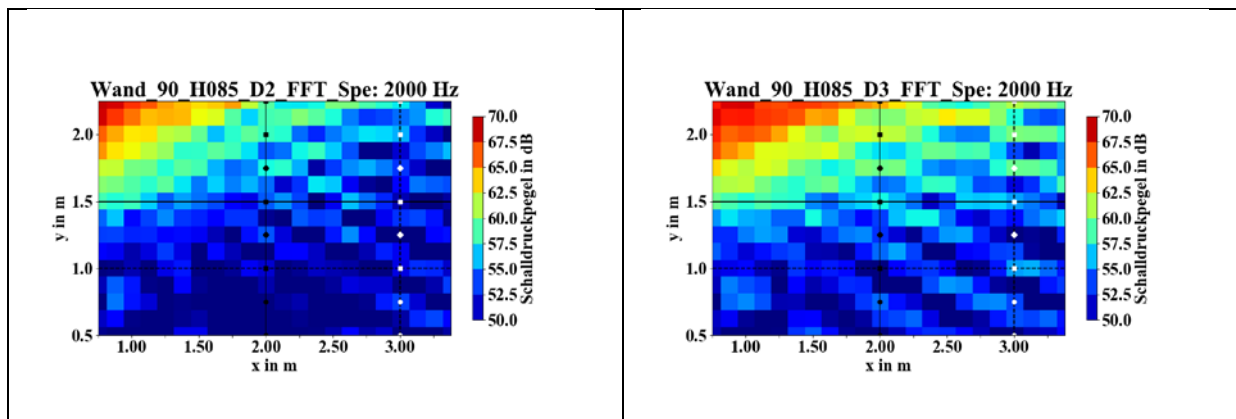 Wand_90_H085_D2_FFT_Spe: 2000 Hz
y in m
2.0
1.5
1.0
0.5
1.00 1.50 2.00 2.50 3.00
x in m
70.0
67.5
65.0
62.5
60.0
57.5
55.0
52.5
50.0
Schalldruckpegel in dB
Wand_90_H085_D3_FFT_Spe: 2000 Hz
y in m
2.0
1.5
1.0
0.5
1.00 1.50 2.00 2.50 3.00
x in m
70.0
67.5
65.0
62.5
60.0
57.5
55.0
52.5
50.0
Schalldruckpegel in dB